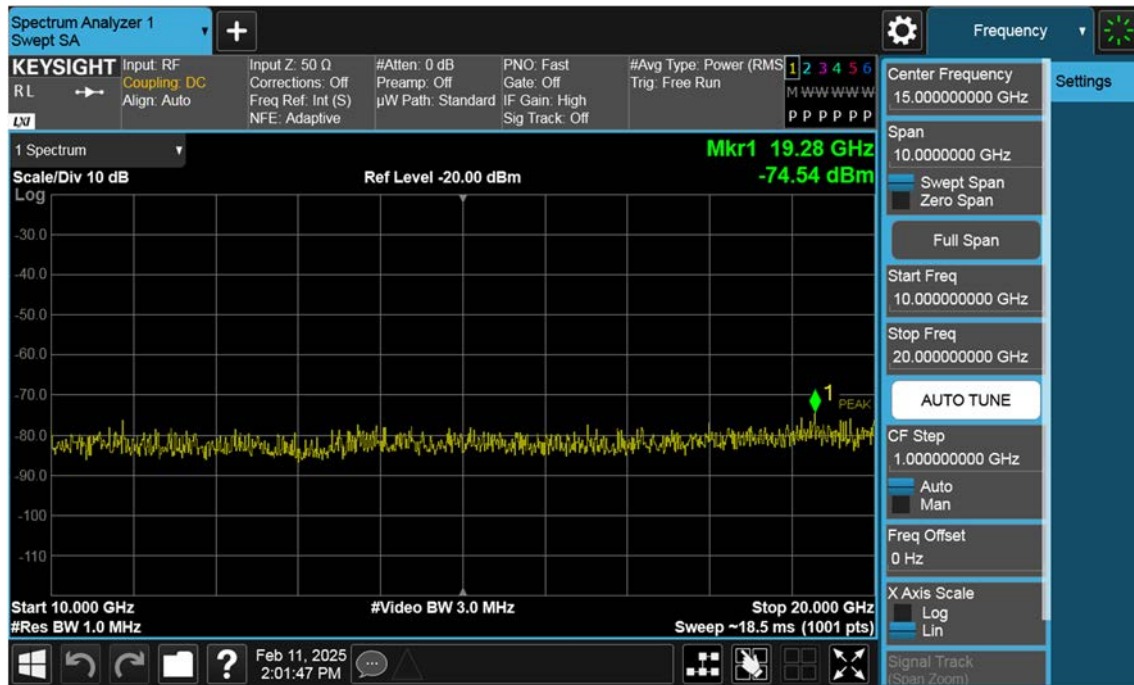 Spectrum Analyzer 1
Swept SA
Frequency
KEYSIGHT
RL
LXI
Input: RF
Coupling: DC
Align: Auto
Input Z: 50 Ω
Corrections: Off
Freq Ref: Int (S)
NFE: Adaptive
#Atten: 0 dB
Preamp: Off
µW Path: Standard
PNO: Fast
Gate: Off
IF Gain: High
Sig Track: Off
#Avg Type: Power (RMS
Trig: Free Run
1 2 3 4 5 6
M W W W W W
P P P P P P
1 Spectrum
Mkr1 19.28 GHz
Scale/Div 10 dB
Ref Level -20.00 dBm
-74.54 dBm
Log
-30.0
-40.0
-50.0
-60.0
-70.0
1
PEAK
-80.0
-90.0
-100
-110
Start 10.000 GHz
#Video BW 3.0 MHz
Stop 20.000 GHz
#Res BW 1.0 MHz
Sweep ~18.5 ms (1001 pts)
Center Frequency
15.000000000 GHz
Settings
Span
10.0000000 GHz
Swept Span
Zero Span
Full Span
Start Freq
10.000000000 GHz
Stop Freq
20.000000000 GHz
AUTO TUNE
CF Step
1.000000000 GHz
Auto
Man
Freq Offset
0 Hz
X Axis Scale
Log
Lin
Signal Track
(Span Zoom)
?
Feb 11, 2025
2:01:47 PM